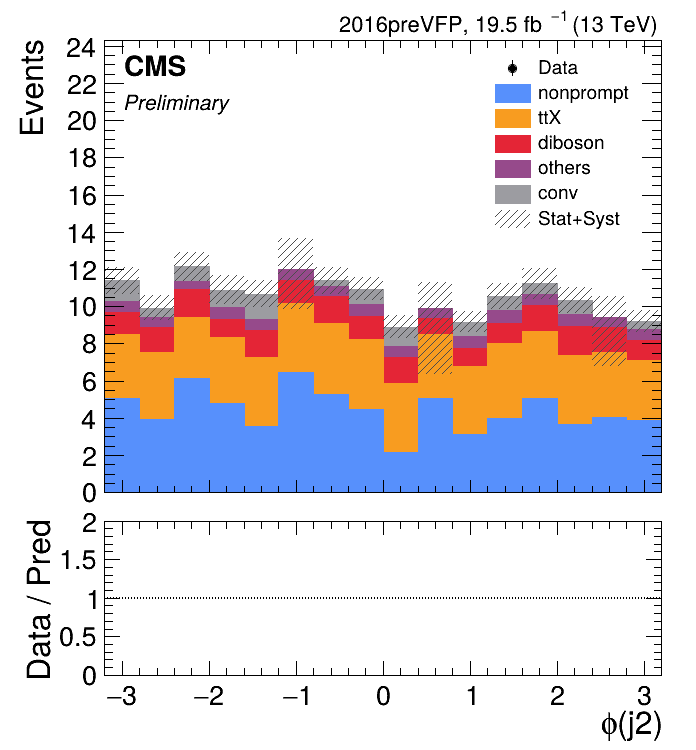 2016preVFP, 19.5 fb ⁻¹ (13 TeV)
CMS
Preliminary
Events
24
22
20
18
16
14
12
10
8
6
4
2
0
Data
nonprompt
ttX
diboson
others
conv
Stat+Syst
Data / Pred
2
1.5
1
0.5
0
−3 −2 −1 0 1 2 3
ϕ(j2)